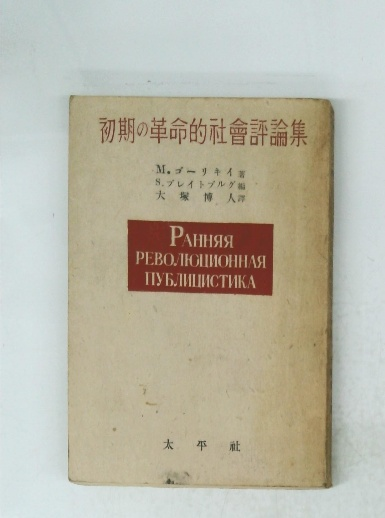 初期の革命的社會評論集
M.ゴーリキイ著
S.ブレイトブルグ編
大塚博人譯
РАННЯЯ
РЕВОЛЮЦИОННАЯ
ПУБЛИЦИСТИКА
太平社